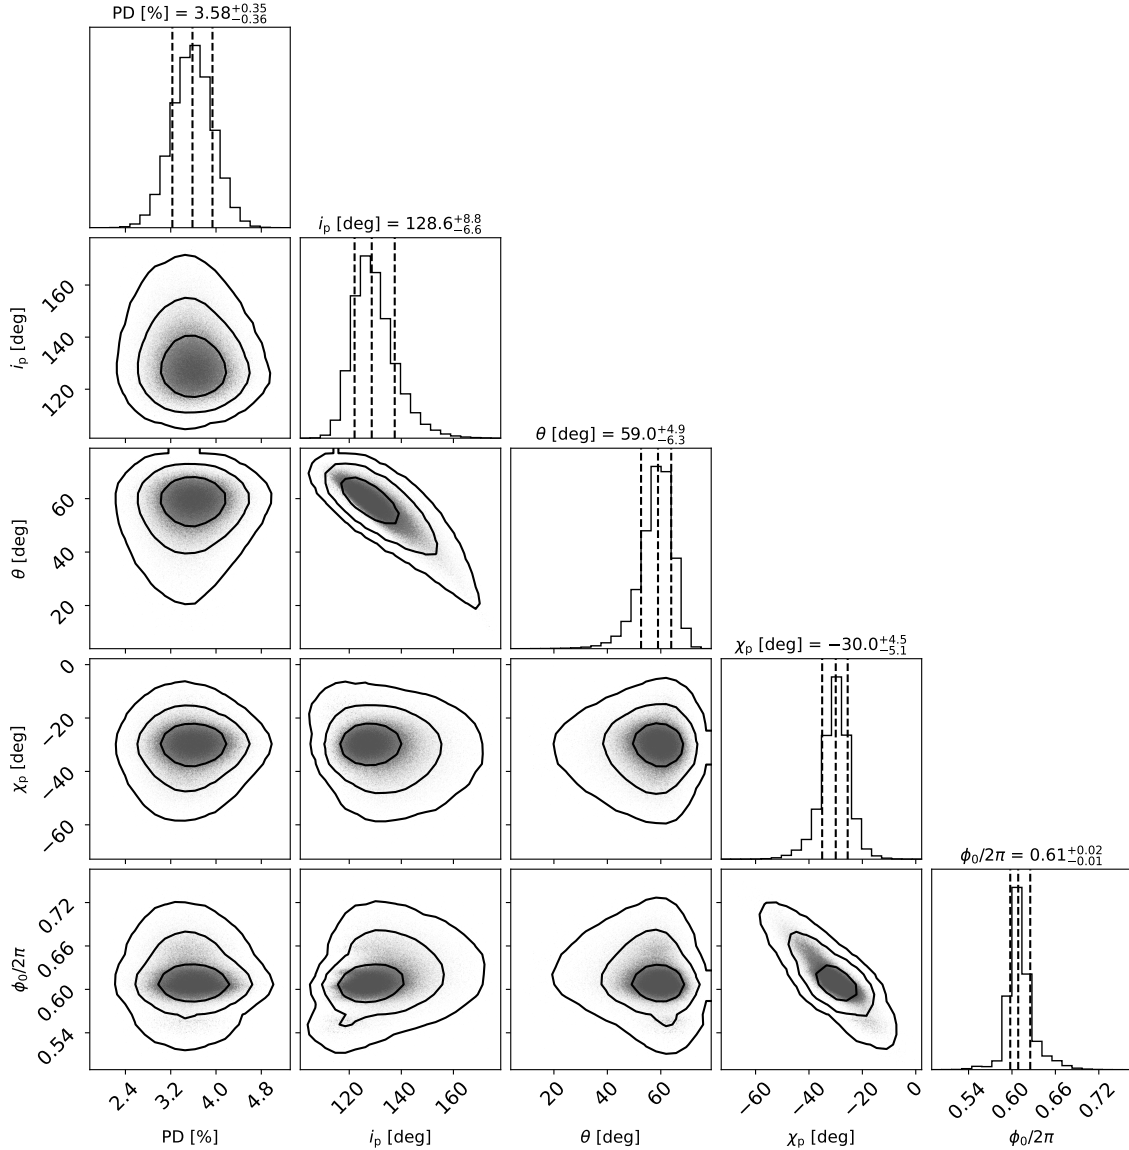 PD [%] = 3.58+0.35−0.36
ip [deg] = 128.6+8.8−6.6
160
140
120
ip [deg]
θ [deg] = 59.0+4.9−6.3
60
40
20
θ [deg]
χp [deg] = −30.0+4.5−5.1
0
−20
−40
−60
χp [deg]
ϕ0/2π = 0.61+0.02−0.01
0.72
0.66
0.60
0.54
ϕ0/2π
2.4 3.2 4.0 4.8 120 140 160 20 40 60 −60 −40 −20 0 0.54 0.60 0.66 0.72
PD [%] ip [deg] θ [deg] χp [deg] ϕ0/2π